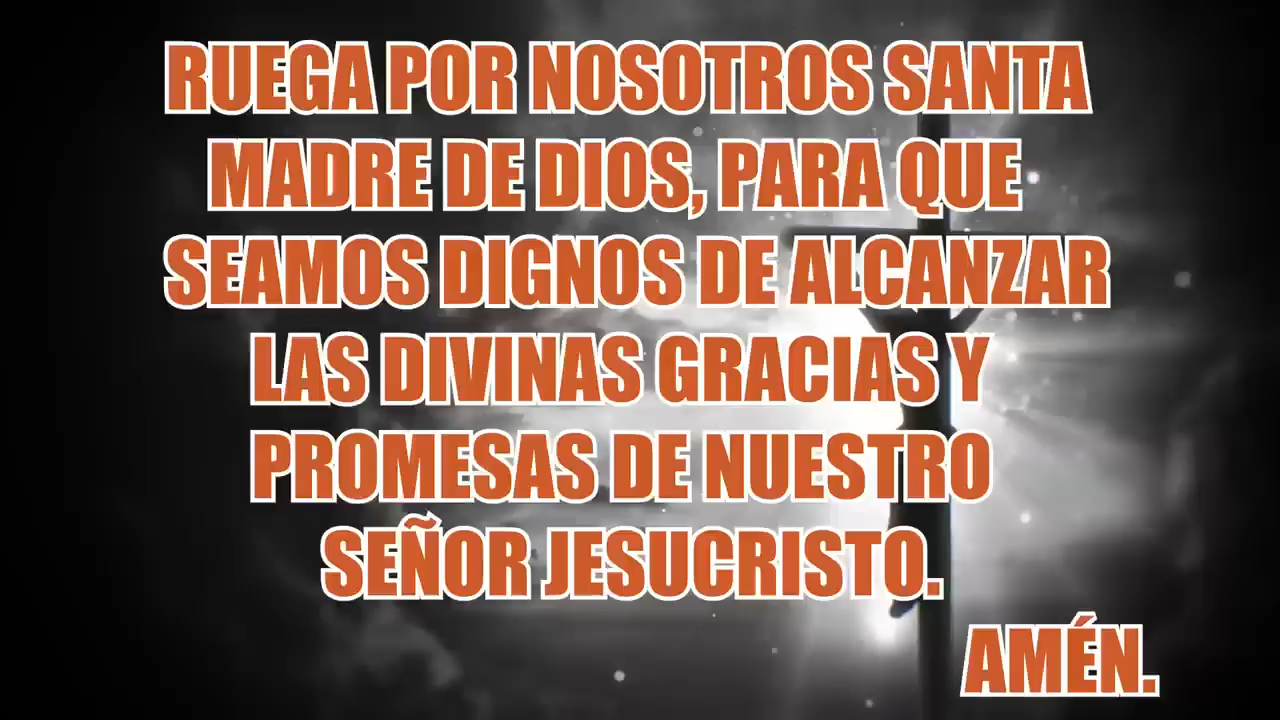 RUEGA POR NOSOTROS SANTA
MADRE DE DIOS, PARA QUE
SEAMOS DIGNOS DE ALCANZAR
LAS DIVINAS GRACIAS Y
PROMESAS DE NUESTRO
SEÑOR JESUCRISTO.
AMÉN.